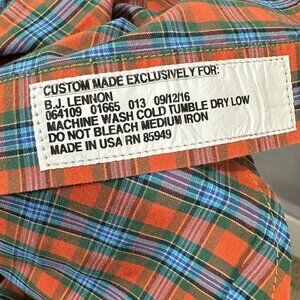 CUSTOM MADE EXCLUSIVELY FOR:
B.J. LENNON
064109 01665 013 09/12/16
MACHINE WASH COLD TUMBLE DRY LOW
DO NOT BLEACH MEDIUM IRON
MADE IN USA RN 85949